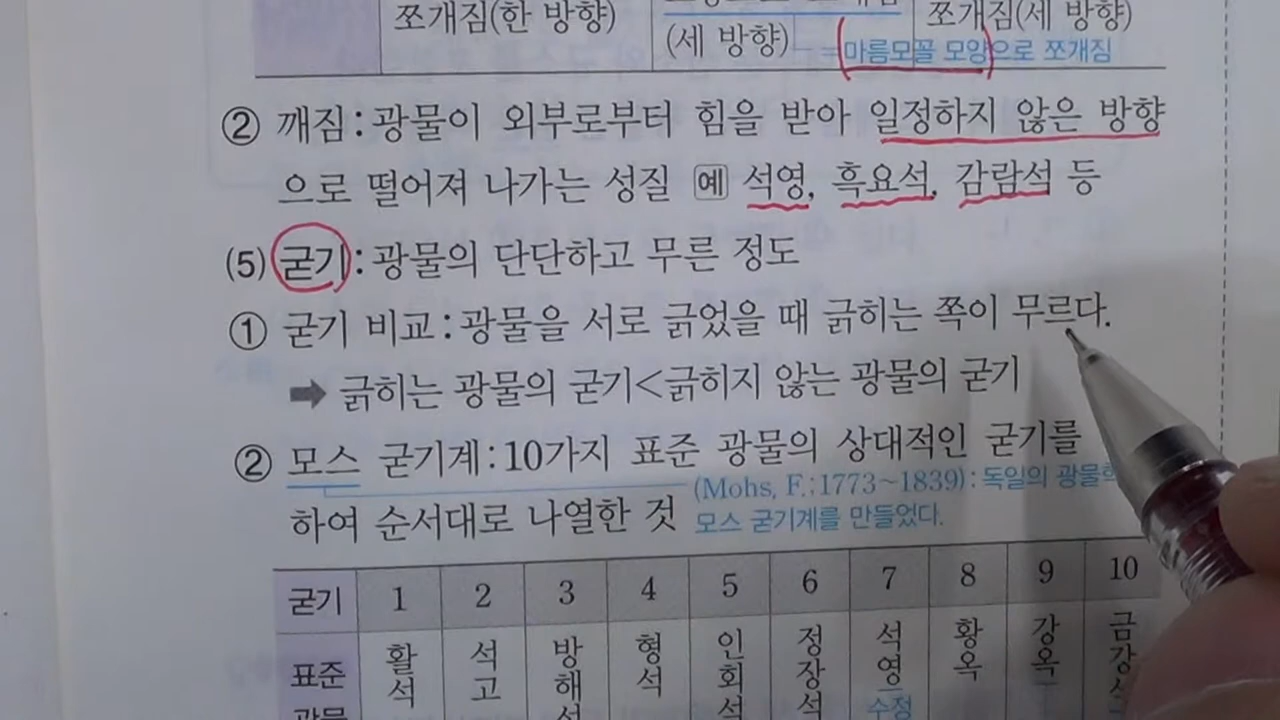 쪼개짐(한 방향)
(세 방향)
쪼개짐(세 방향)
=마름모꼴 모양으로 쪼개짐
② 깨짐:광물이 외부로부터 힘을 받아 일정하지 않은 방향
으로 떨어져 나가는 성질 예 석영, 흑요석, 감람석 등
(5) 굳기:광물의 단단하고 무른 정도
① 굳기 비교:광물을 서로 긁었을 때 긁히는 쪽이 무르다.
➡ 긁히는 광물의 굳기<긁히지 않는 광물의 굳기
② 모스 굳기계:10가지 표준 광물의 상대적인 굳기를
(Mohs, F.:1773~1839):독일의 광물학
하여 순서대로 나열한 것
모스 굳기계를 만들었다.
굳기 1 2 3 4 5 6 7 8 9 10
표준 광물 활석 석고 방해석 형석 인회석 정장석 석영 황옥 강옥 금강석
수정